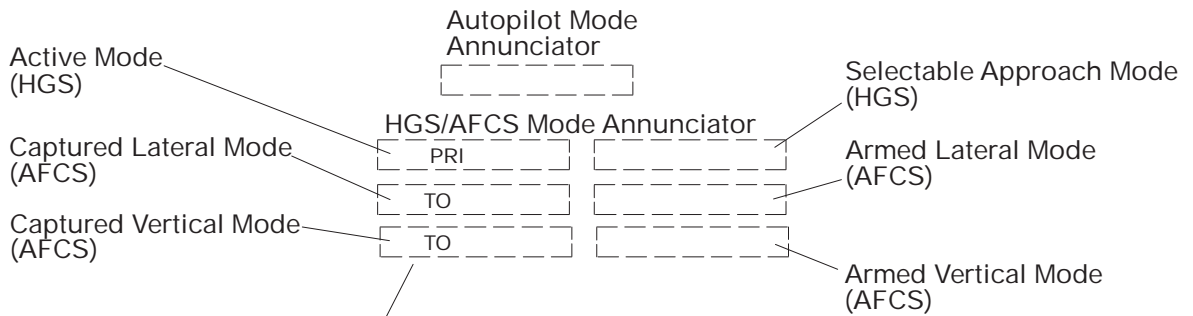 Autopilot Mode
Annunciator
Active Mode
(HGS)
Selectable Approach Mode
(HGS)
HGS/AFCS Mode Annunciator
PRI
Captured Lateral Mode
(AFCS)
Armed Lateral Mode
(AFCS)
TO
Captured Vertical Mode
(AFCS)
TO
Armed Vertical Mode
(AFCS)